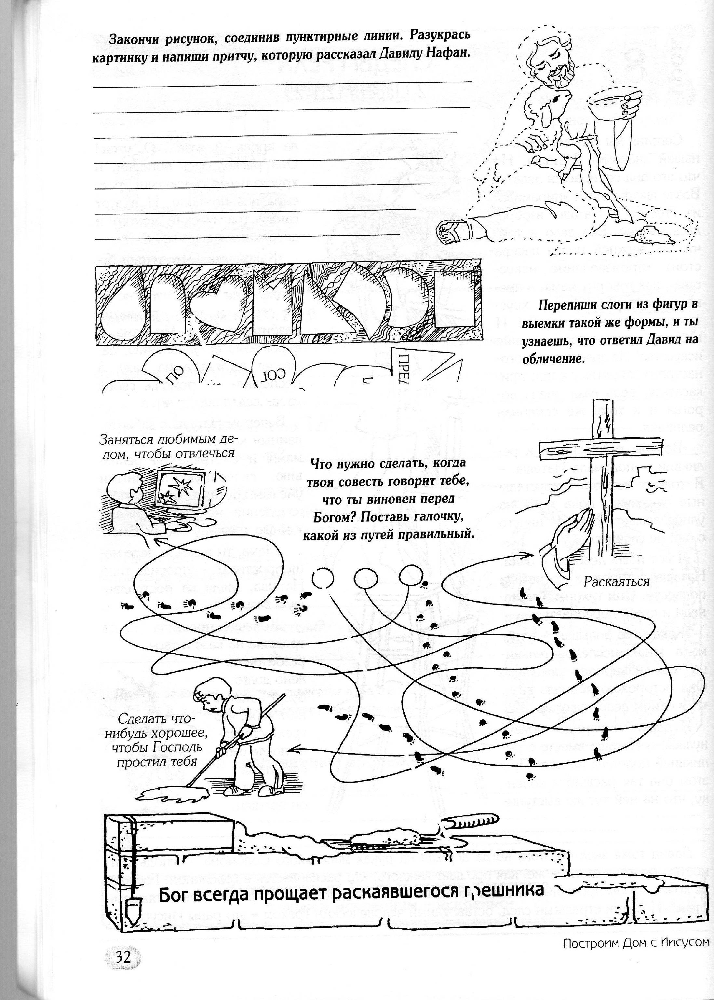 Закончи рисунок, соединив пунктирные линии. Разукрась
картинку и напиши притчу, которую рассказал Давиду Нафан.
Перепиши слоги из фигур в
выемки такой же формы, и ты
узнаешь, что ответил Давид на
обличение.
ПО
СОГ
ПРЕД
Заняться любимым де-
лом, чтобы отвлечься
Что нужно сделать, когда
твоя совесть говорит тебе,
что ты виновен перед
Богом? Поставь галочку,
какой из путей правильный.
Раскаяться
Сделать что-
нибудь хорошее,
чтобы Господь
простил тебя
Бог всегда прощает раскаявшегося грешника
Построим Дом с Иисусом
32